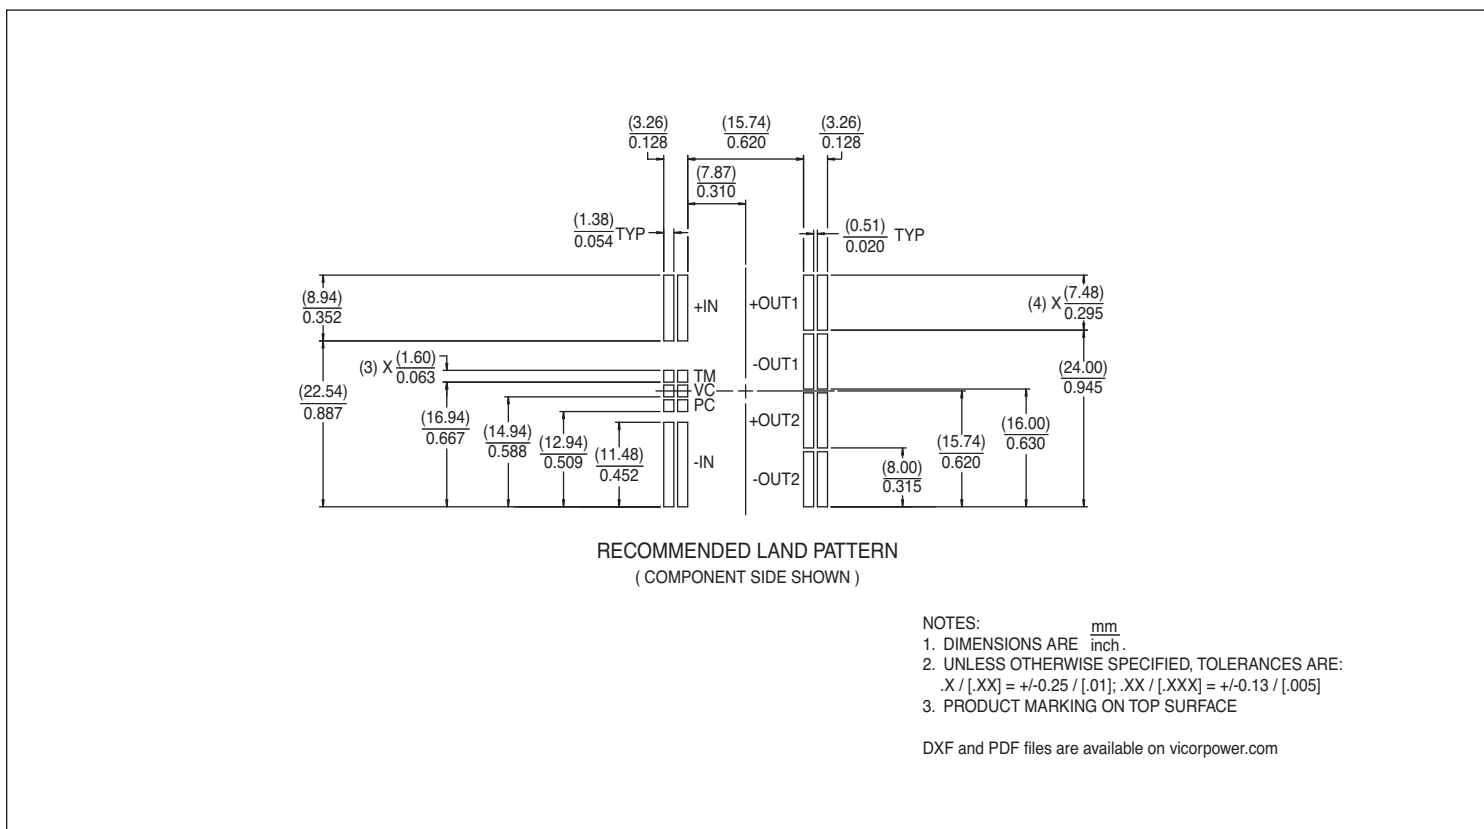 (3.26)
0.128
(15.74)
0.620
(3.26)
0.128
(7.87)
0.310
(1.38)
0.054
TYP
(0.51)
0.020
TYP
(8.94)
0.352
+IN
+OUT1
(4) X
(7.48)
0.295
(3) X
(1.60)
0.063
TM
VC
PC
-OUT1
(22.54)
0.887
(24.00)
0.945
(16.94)
0.667
(14.94)
0.588
(12.94)
0.509
(11.48)
0.452
-IN
+OUT2
-OUT2
(8.00)
0.315
(15.74)
0.620
(16.00)
0.630
RECOMMENDED LAND PATTERN
( COMPONENT SIDE SHOWN )
NOTES:
1. DIMENSIONS ARE mm
inch .
2. UNLESS OTHERWISE SPECIFIED, TOLERANCES ARE:
.X / [.XX] = +/-0.25 / [.01]; .XX / [.XXX] = +/-0.13 / [.005]
3. PRODUCT MARKING ON TOP SURFACE
DXF and PDF files are available on vicorpower.com